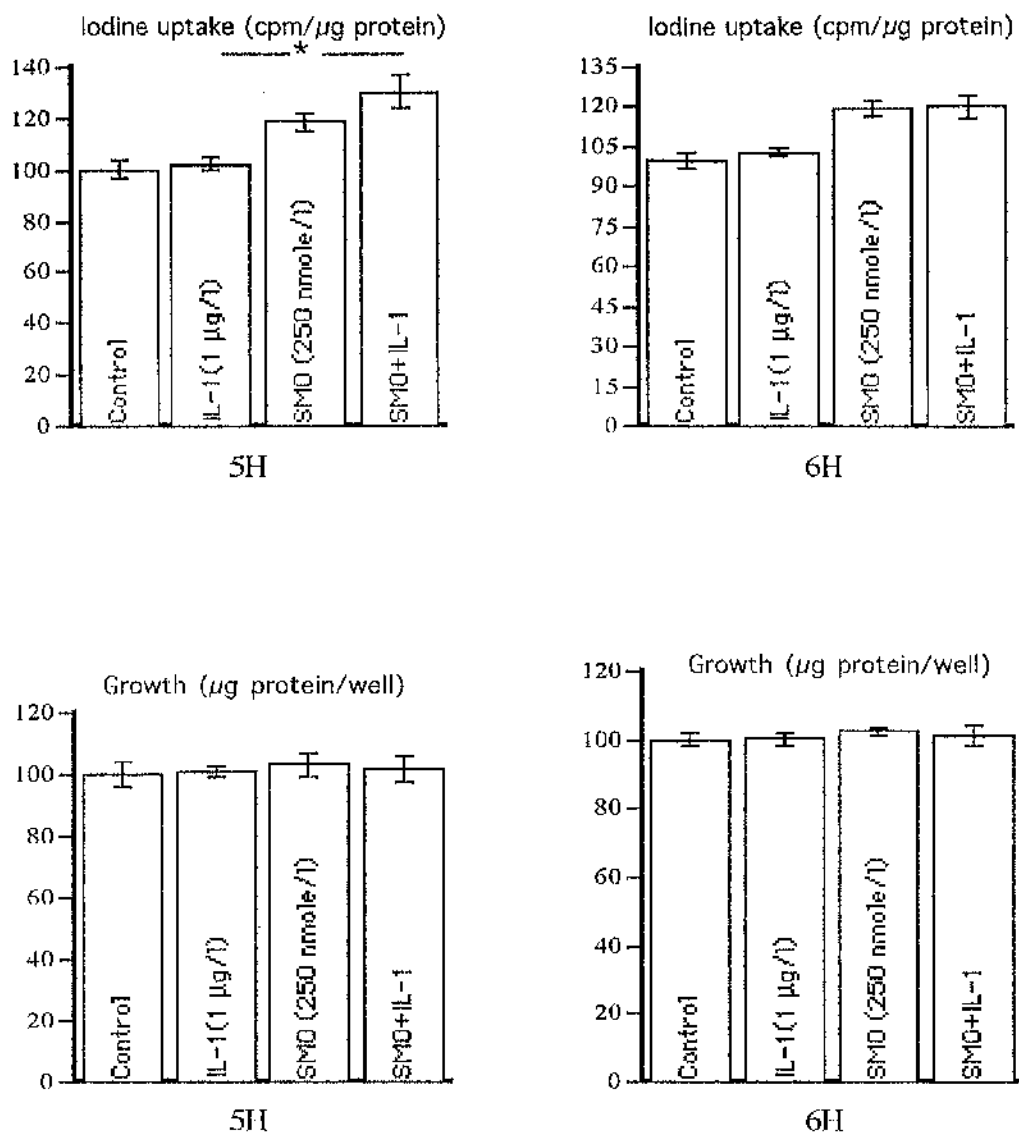 Iodine uptake (cpm/µg protein)
*
140
120
100
80
60
40
20
0
Control
IL-1(1 µg/l)
SMO (250 nmole/l)
SMO+IL-1
5H
Iodine uptake (cpm/µg protein)
135
120
105
90
75
60
45
30
15
0
Control
IL-1(1 µg/l)
SMO (250 nmole/l)
SMO+IL-1
6H
Growth (µg protein/well)
120
100
80
60
40
20
0
Control
IL-1(1 µg/l)
SMO (250 nmole/l)
SMO+IL-1
5H
Growth (µg protein/well)
120
100
80
60
40
20
0
Control
IL-1(1 µg/l)
SMO (250 nmole/l)
SMO+IL-1
6H